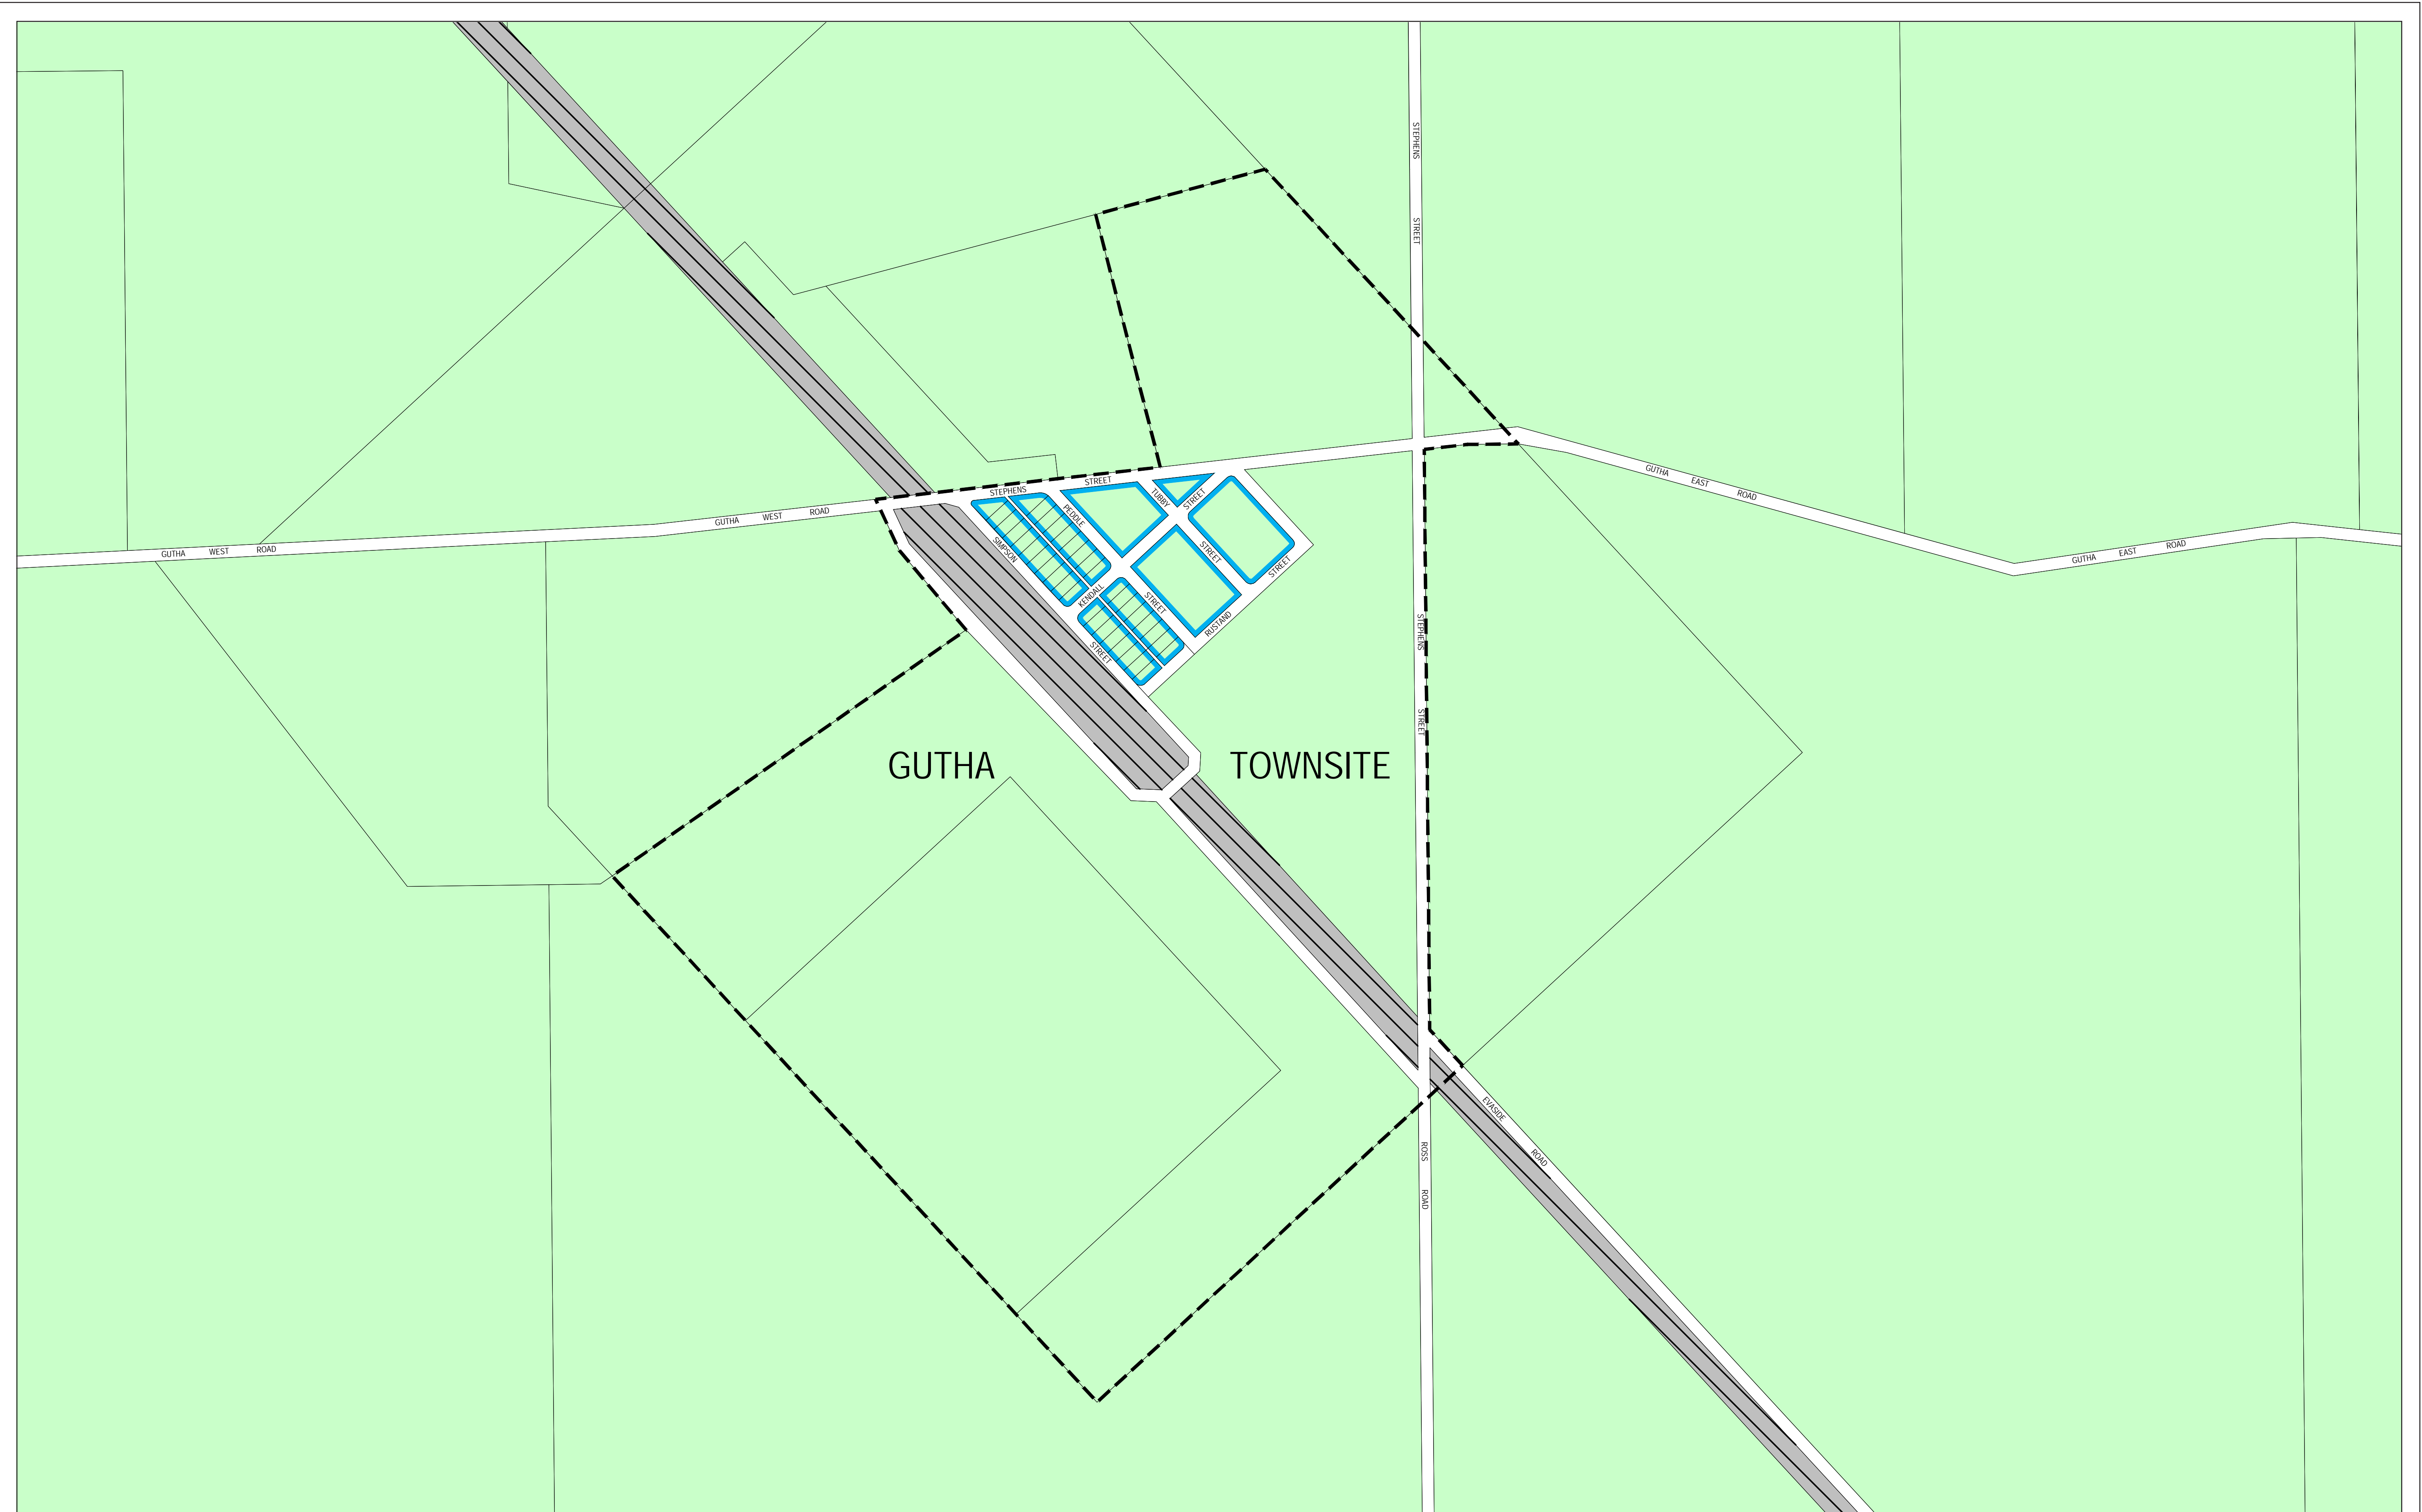 STEPHENS
STREET
GUTHA EAST ROAD
STEPHENS STREET
PEDDLE
TUBBY
STREET
GUTHA WEST ROAD
GUTHA WEST ROAD
SIMPSON
STREET
STREET
GUTHA EAST ROAD
KENDALL
STREET
RUSTAND
STREET
STEPHENS
STREET
GUTHA TOWNSITE
EVASIDE
ROAD
ROSS
ROAD